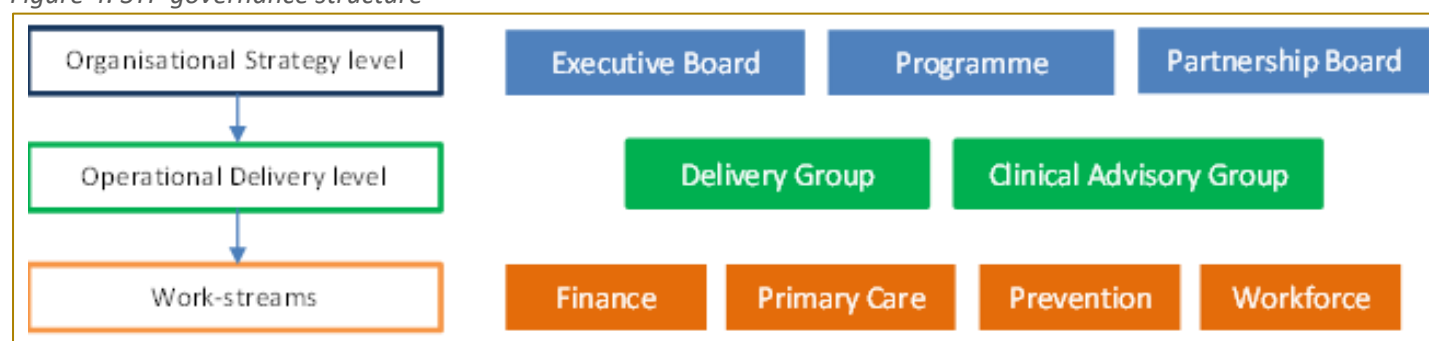 Organisational Strategy level
Executive Board
Programme
Partnership Board
Operational Delivery level
Delivery Group
Clinical Advisory Group
Work-streams
Finance
Primary Care
Prevention
Workforce